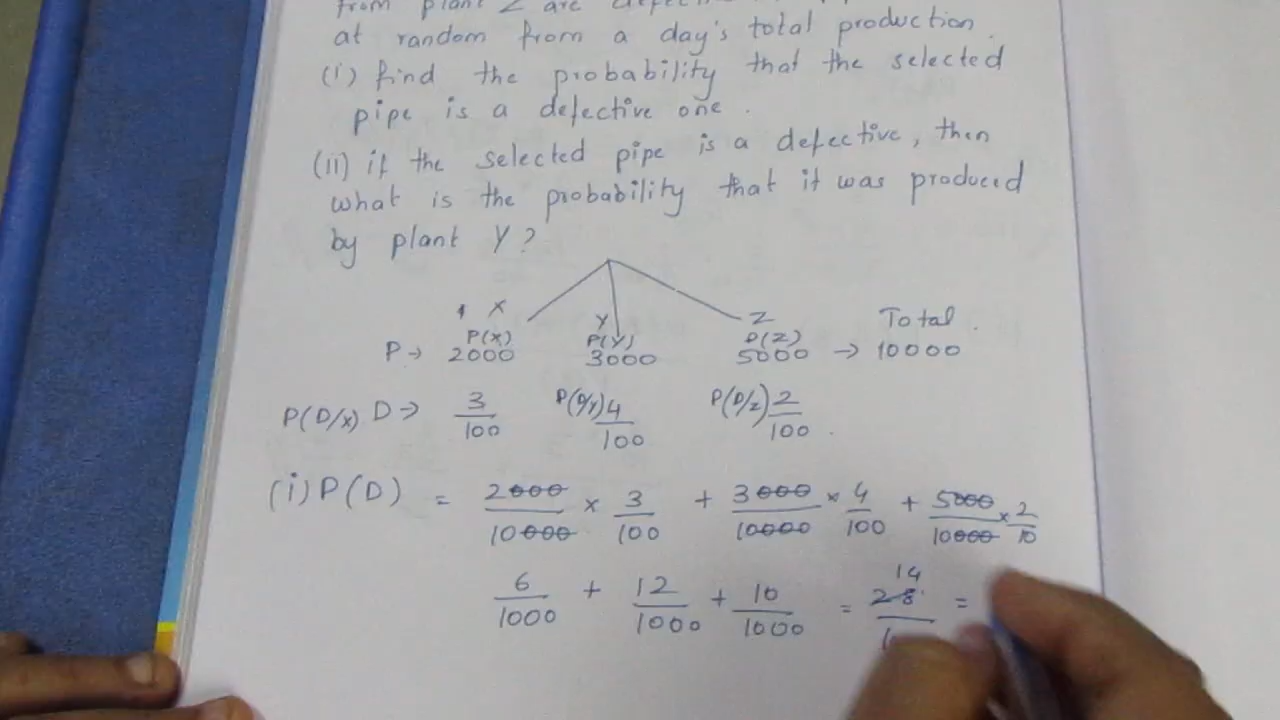 from plant Z are
at random from a day's total production.
(i) find the probability that the selected
pipe is a defective one.
(ii) if the selected pipe is a defective, then
what is the probability that it was produced
by plant Y?
X Y Z Total.
P(X) P(Y) P(Z)
P → 2000 3000 5000 → 10000
P(D/X) D → 3/100 P(D/Y) 4/100 P(D/Z) 2/100.
(i) P(D) = 2000/10000 × 3/100 + 3000/10000 × 4/100 + 5000/10000 × 2/10
6/1000 + 12/1000 + 10/1000 = 28/ 14 =